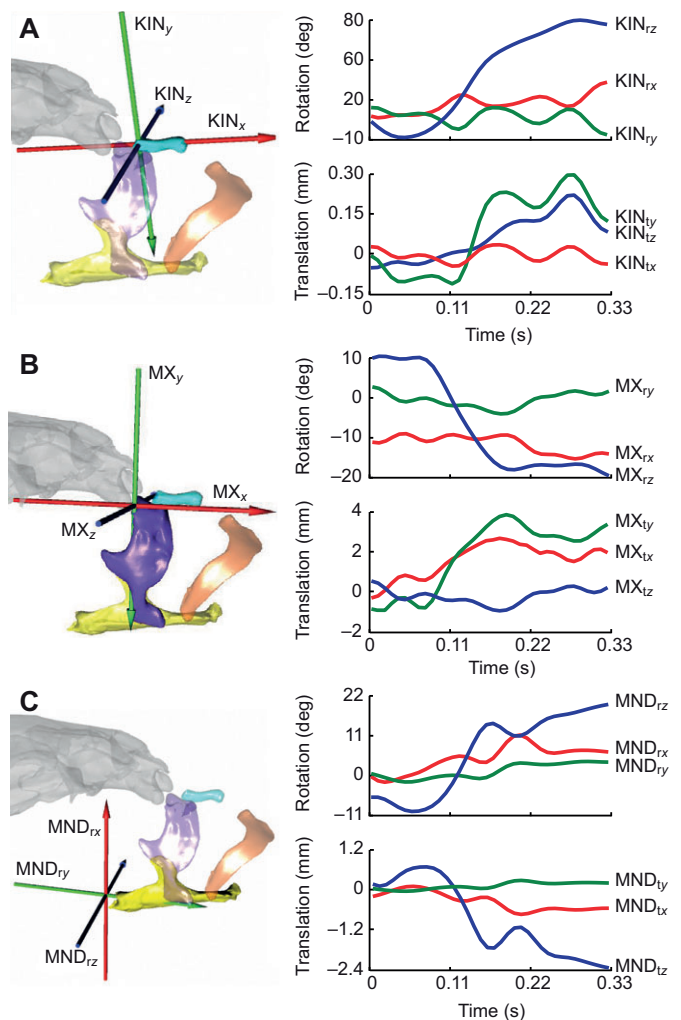 A
KINy
KINz
KINx
Rotation (deg)
80
20
–10
KINrz
KINrx
KINry
Translation (mm)
0.30
0.15
0
–0.15
KINty
KINtz
KINtx
0 0.11 0.22 0.33
Time (s)
B
MXy
MXx
MXz
Rotation (deg)
10
0
–10
–20
MXry
MXrx
MXrz
Translation (mm)
4
2
0
–2
MXty
MXtx
MXtz
0 0.11 0.22 0.33
Time (s)
C
MNDrx
MNDry
MNDrz
Rotation (deg)
22
11
0
–11
MNDrz
MNDrx
MNDry
Translation (mm)
1.2
0
–1.2
–2.4
MNDty
MNDtx
MNDtz
0 0.11 0.22 0.33
Time (s)